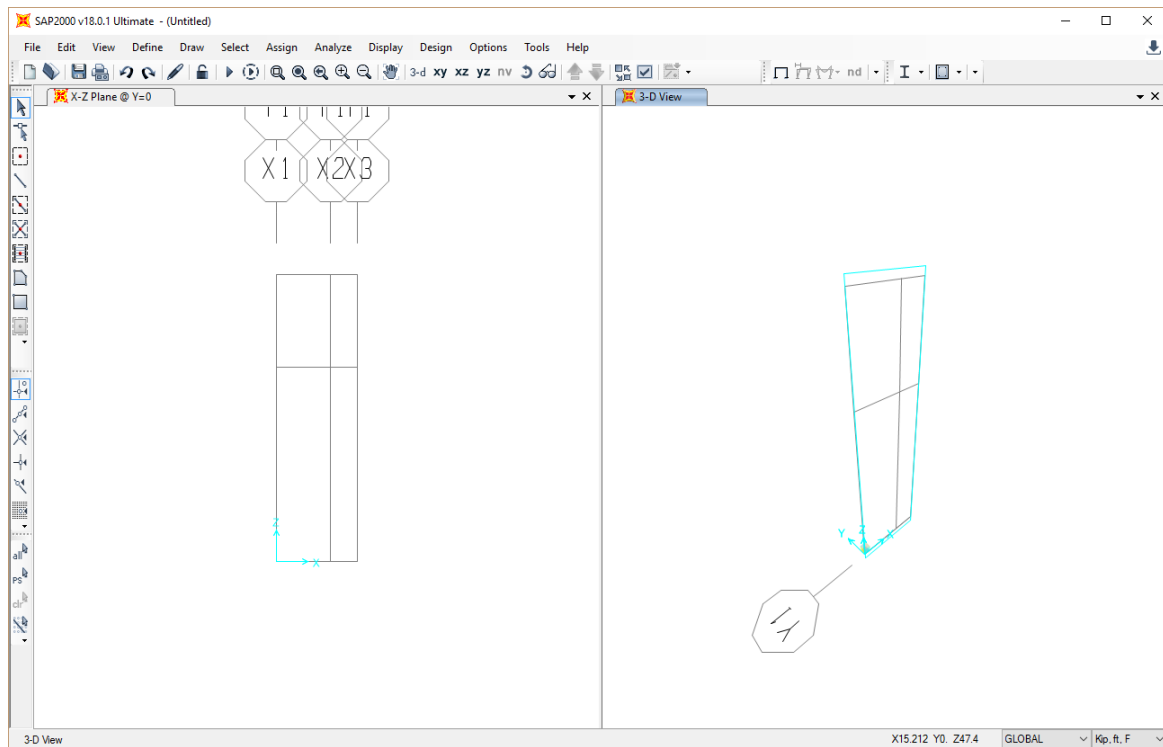 SAP2000 v18.0.1 Ultimate - (Untitled)
File Edit View Define Draw Select Assign Analyze Display Design Options Tools Help
3-d xy xz yz nv nd
X-Z Plane @ Y=0
3-D View
X1 X2 X3
Z
X
Y Z X
Y1
all
PS
clr
3-D View
X15.212 Y0. Z47.4
GLOBAL
Kip, ft, F